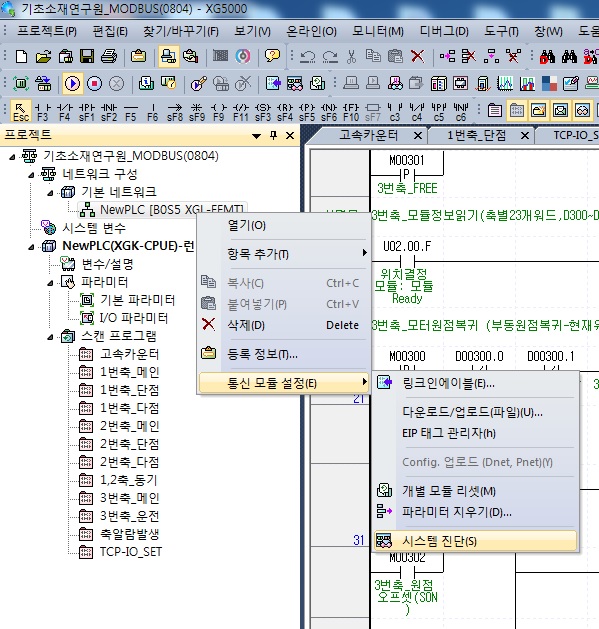 기초소재연구원_MODBUS(0804) - XG5000
프로젝트(P) 편집(E) 찾기/바꾸기(F) 보기(V) 온라인(O) 모니터(M) 디버그(D) 도구(T) 창(W)
Esc F3 F4 sF1 sF2 F5 F6 sF8 sF9 F9 F11 sF3 sF4 sF5 sF6 F10 sF7 c3 c4 c5 c6
프로젝트
고속카운터 1번축_단점 TCP-IO_S
기초소재연구원_MODBUS(0804)
네트워크 구성
기본 네트워크
NewPLC [B0S5 XGL-EFMT]
시스템 변수
NewPLC(XGK-CPUE)-런
변수/설명
파라미터
기본 파라미터
I/O 파라미터
스캔 프로그램
고속카운터
1번축_메인
1번축_단점
1번축_다점
2번축_메인
2번축_단점
2번축_다점
1,2축_동기
3번축_메인
3번축_운전
축알람발생
TCP-IO_SET
열기(O)
항목 추가(T)
복사(C) Ctrl+C
붙여넣기(P) Ctrl+V
삭제(D) Delete
등록 정보(T)...
통신 모듈 설정(E)
링크인에이블(E)...
다운로드/업로드(파일)(U)...
EIP 태그 관리자(h)
Config. 업로드 (Dnet, Pnet)(Y)
개별 모듈 리셋(M)
파라미터 지우기(D)...
시스템 진단(S)
M00301
P
3번축_FREE
3번축_모듈정보읽기(축별23개워드,D300~D
U02.00.F
위치결정
모듈: 모듈
Ready
3번축_모터원점복귀 (부동원점복귀-현재위
M00300 D00300.0 D00300.1
21
31
M00302
3번축_원점
오프셋(SON
)